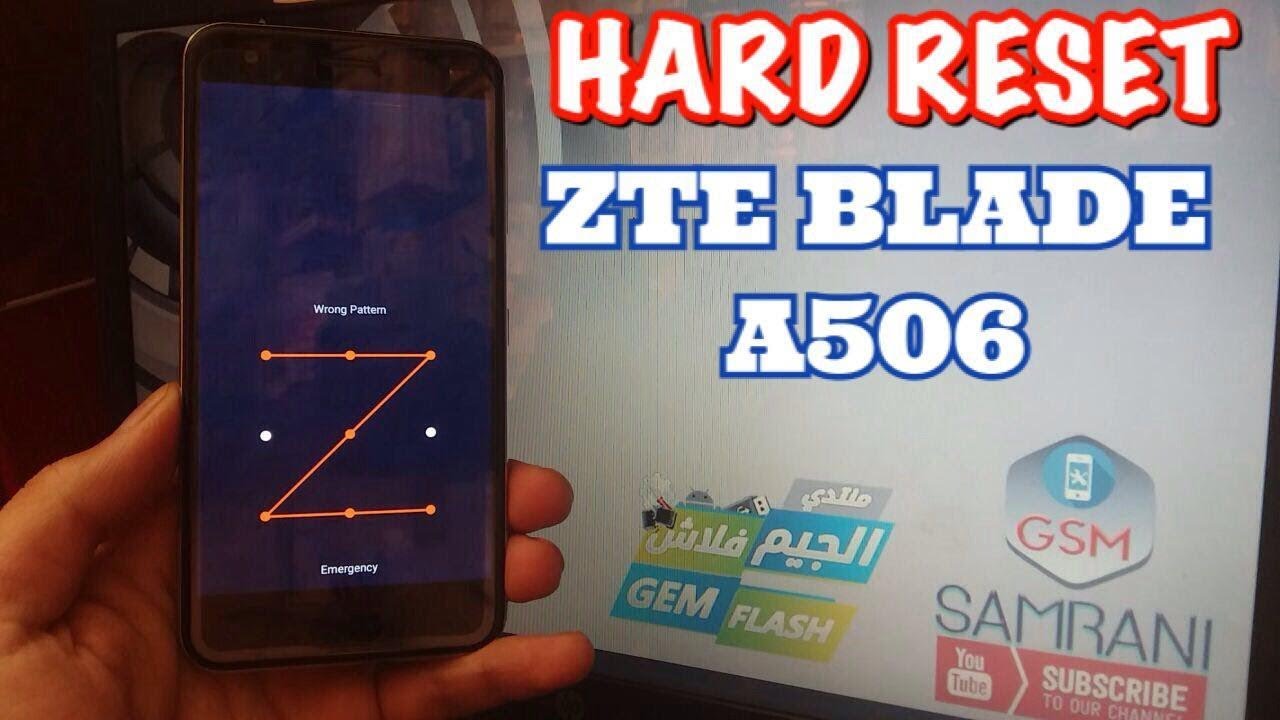 HARD RESET
ZTE BLADE
A506
Wrong Pattern
Emergency
منتدي
الجيم فلاش
GEM FLASH
GSM
SAMRANI
You
Tube
SUBSCRIBE
TO OUR CHANNEL